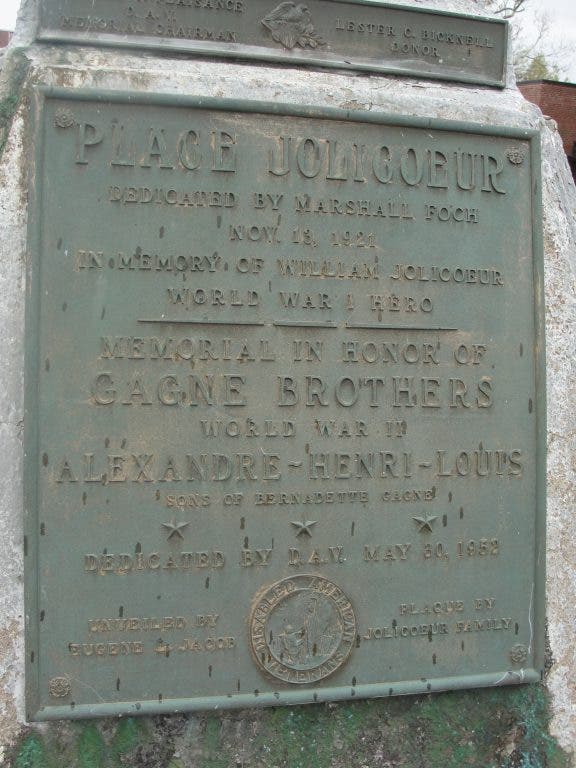 PLAISANCE
D.A.V.
MEMORIAL CHAIRMAN
LESTER C. BICKNELL
DONOR
PLACE JOLICOEUR
DEDICATED BY MARSHALL FOCH
NOV. 13, 1921
IN MEMORY OF WILLIAM JOLICOEUR
WORLD WAR I HERO
MEMORIAL IN HONOR OF
GAGNE BROTHERS
WORLD WAR II
ALEXANDRE-HENRI-LOUIS
SONS OF BERNADETTE GAGNE
DEDICATED BY D.A.V. MAY 30, 1952
UNVEILED BY
EUGENE L. JACOB
DISABLED AMERICAN VETERANS
PLAQUE BY
JOLICOEUR FAMILY